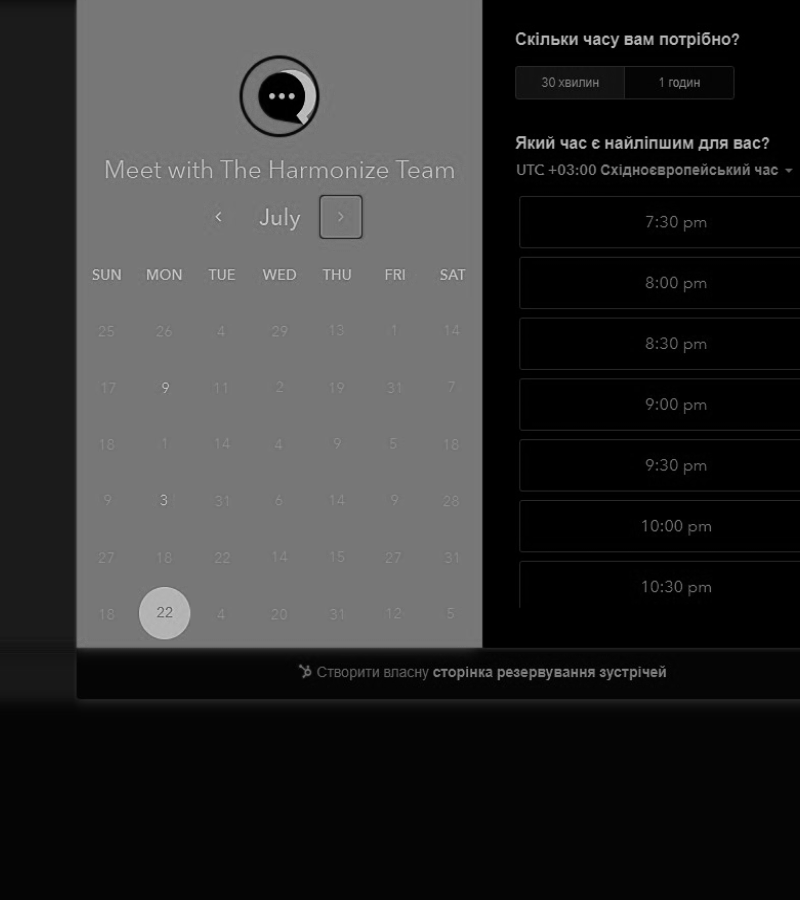 Meet with The Harmonize Team
July
SUN MON TUE WED THU FRI SAT
25 26 4 29 13 1 14
17 9 11 2 19 31 7
18 1 14 4 9 5 18
9 3 31 6 14 9 28
27 18 22 14 15 27 31
18 22 4 20 31 12 5
Скільки часу вам потрібно?
30 хвилин 1 годин
Який час є найліпшим для вас?
UTC +03:00 Східноєвропейський час
7:30 pm
8:00 pm
8:30 pm
9:00 pm
9:30 pm
10:00 pm
10:30 pm
Створити власну сторінка резервування зустрічей